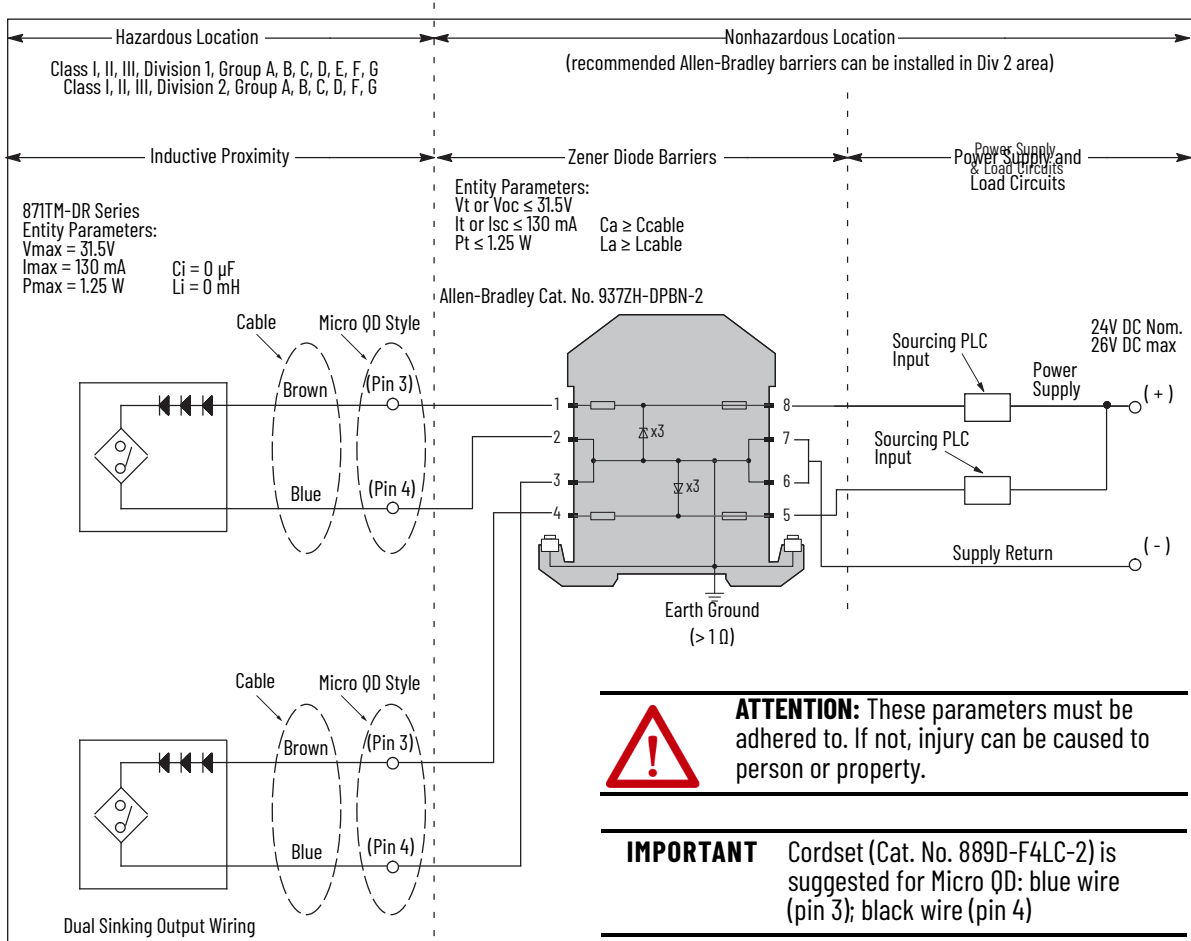 Hazardous Location
Nonhazardous Location
Class I, II, III, Division 1, Group A, B, C, D, E, F, G
Class I, II, III, Division 2, Group A, B, C, D, F, G
(recommended Allen-Bradley barriers can be installed in Div 2 area)
Inductive Proximity
Zener Diode Barriers
Power Supply
& Load Circuits
Power Supply and
Load Circuits
871TM-DR Series
Entity Parameters:
Vmax = 31.5V
Imax = 130 mA
Pmax = 1.25 W
Ci = 0 µF
Li = 0 mH
Entity Parameters:
Vt or Voc ≤ 31.5V
It or Isc ≤ 130 mA
Pt ≤ 1.25 W
Ca ≥ Ccable
La ≥ Lcable
Allen-Bradley Cat. No. 937ZH-DPBN-2
Cable
Micro QD Style
Brown
(Pin 3)
Blue
(Pin 4)
1
2
3
4
x3
x3
8
7
6
5
Sourcing PLC
Input
Power
Supply
24V DC Nom.
26V DC max
( + )
Sourcing PLC
Input
Supply Return
( - )
Earth Ground
(> 1 Ω)
Cable
Micro QD Style
Brown
(Pin 3)
Blue
(Pin 4)
Dual Sinking Output Wiring
!
ATTENTION: These parameters must be
adhered to. If not, injury can be caused to
person or property.
IMPORTANT Cordset (Cat. No. 889D-F4LC-2) is
suggested for Micro QD: blue wire
(pin 3); black wire (pin 4)